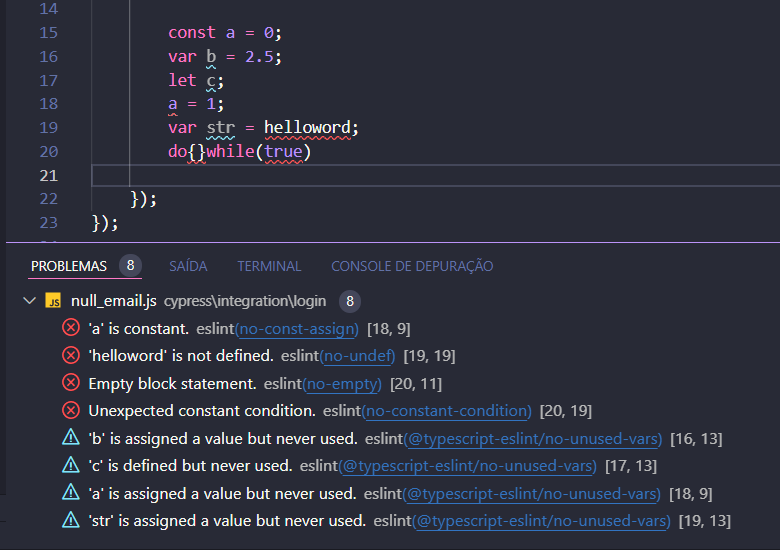 14
15 const a = 0;
16 var b = 2.5;
17 let c;
18 a = 1;
19 var str = helloword;
20 do{}while(true)
21
22 });
23 });
PROBLEMAS 8 SAÍDA TERMINAL CONSOLE DE DEPURAÇÃO
JS null_email.js cypress\integration\login 8
'a' is constant. eslint(no-const-assign) [18, 9]
'helloword' is not defined. eslint(no-undef) [19, 19]
Empty block statement. eslint(no-empty) [20, 11]
Unexpected constant condition. eslint(no-constant-condition) [20, 19]
'b' is assigned a value but never used. eslint(@typescript-eslint/no-unused-vars) [16, 13]
'c' is defined but never used. eslint(@typescript-eslint/no-unused-vars) [17, 13]
'a' is assigned a value but never used. eslint(@typescript-eslint/no-unused-vars) [18, 9]
'str' is assigned a value but never used. eslint(@typescript-eslint/no-unused-vars) [19, 13]